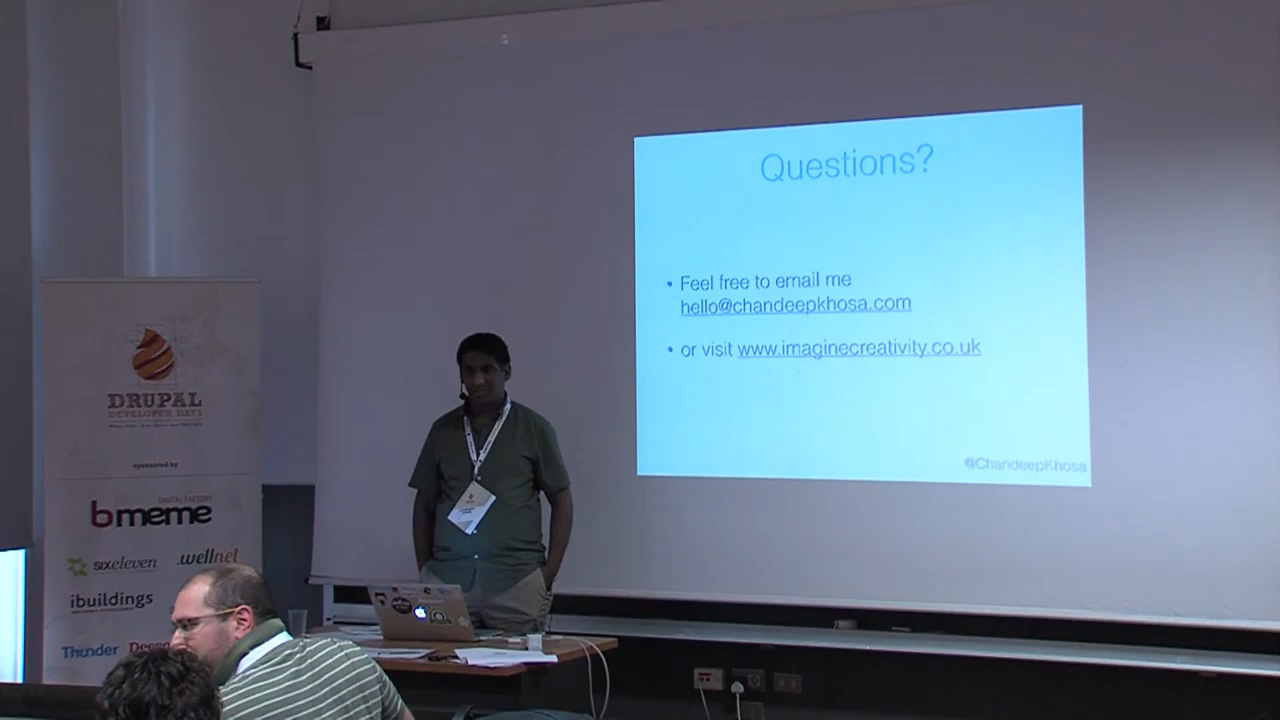 Questions?
• Feel free to email me
hello@chandeepkhosa.com
• or visit www.imaginecreativity.co.uk
@ChandeepKhosa
DRUPAL
DEVELOPER DAYS
sponsored by
DIGITAL FACTORY
bmeme
sixeleven
.wellnet
ibuildings
Thunder